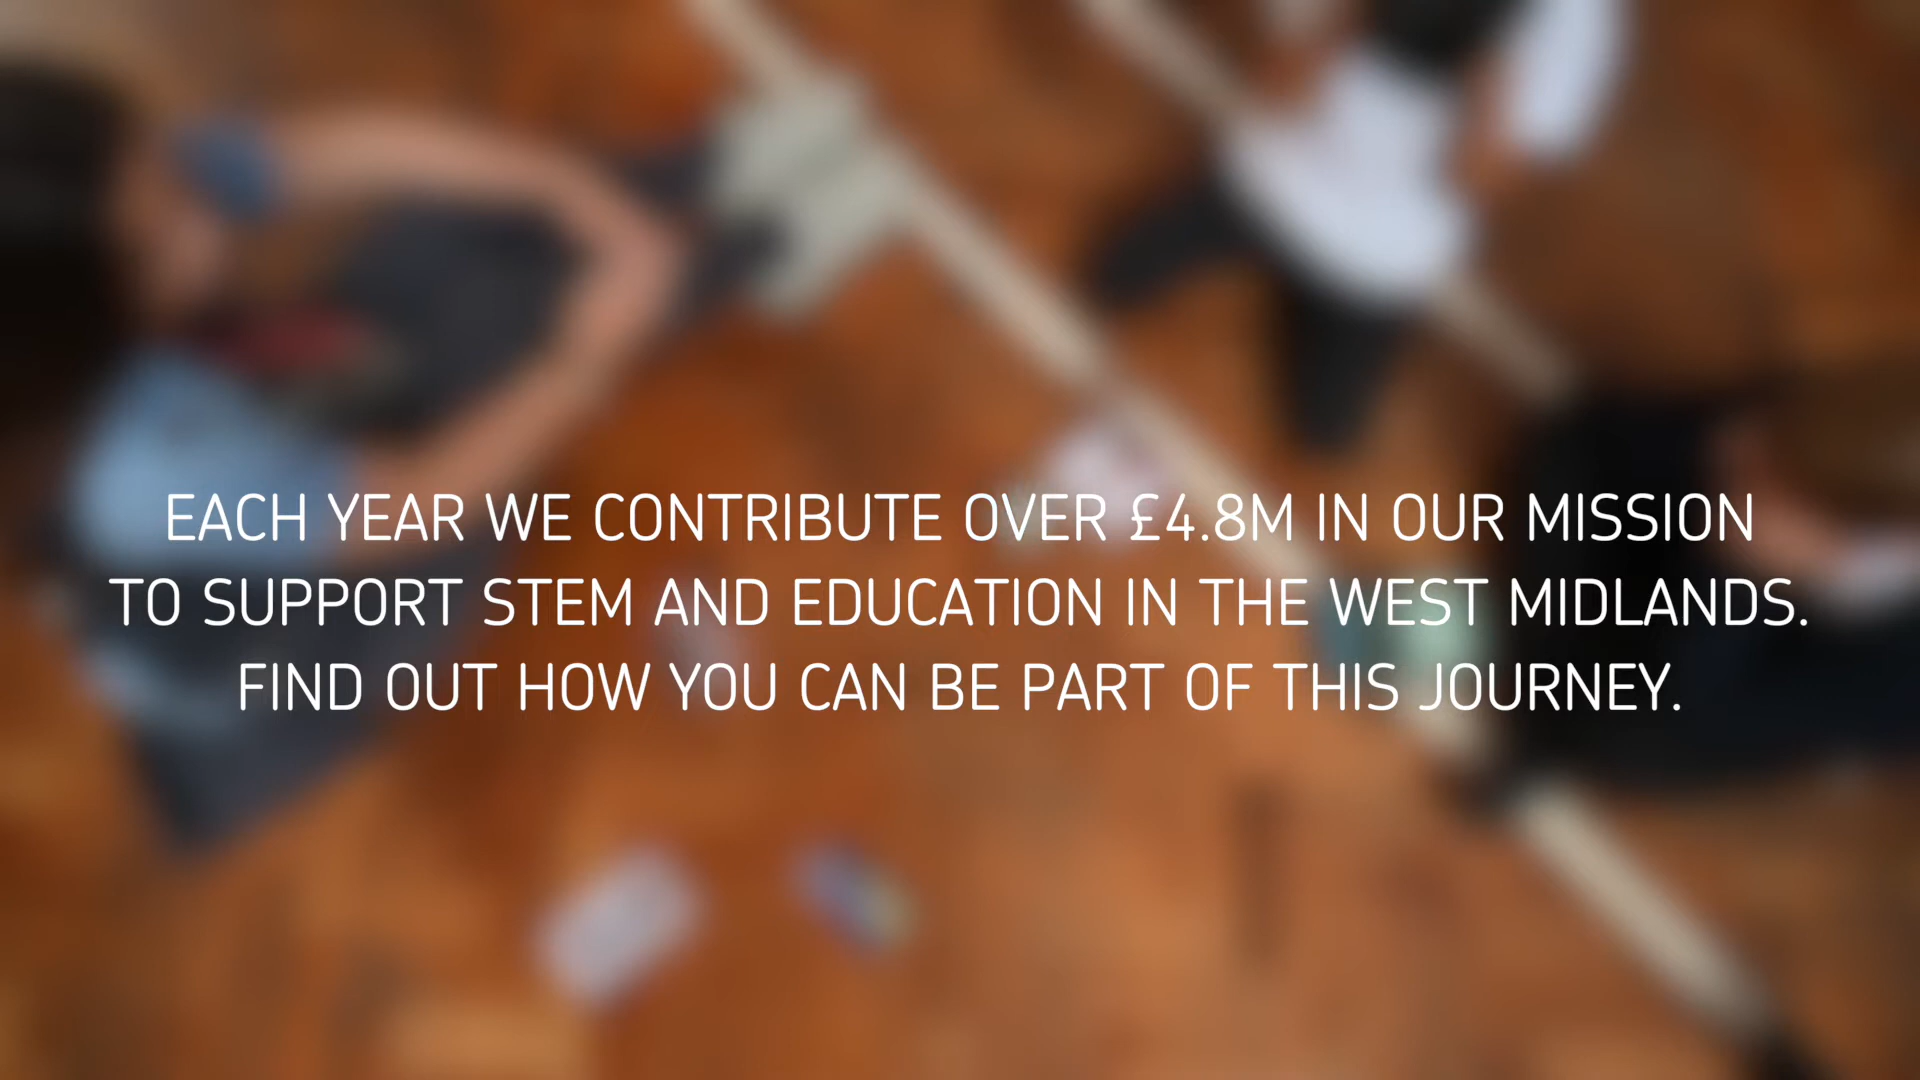 EACH YEAR WE CONTRIBUTE OVER £4.8M IN OUR MISSION
TO SUPPORT STEM AND EDUCATION IN THE WEST MIDLANDS.
FIND OUT HOW YOU CAN BE PART OF THIS JOURNEY.